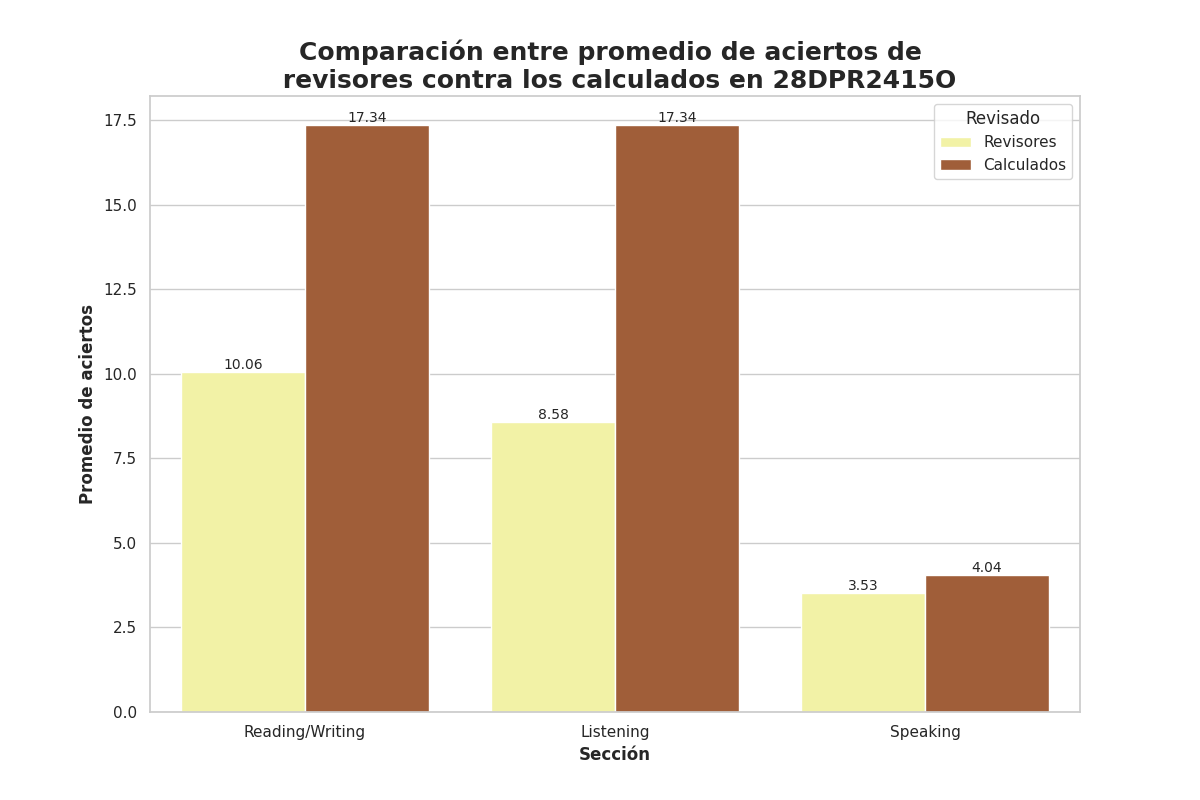 Comparación entre promedio de aciertos de
revisores contra los calculados en 28DPR2415O
Promedio de aciertos
17.5
15.0
12.5
10.0
7.5
5.0
2.5
0.0
10.06
17.34
8.58
17.34
3.53
4.04
Revisado
Revisores
Calculados
Reading/Writing
Listening
Speaking
Sección